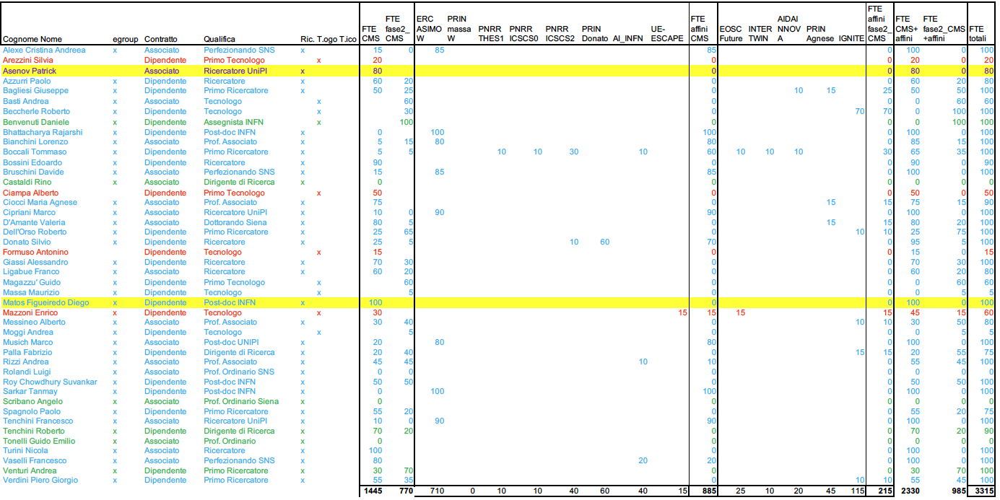 Cognome Nome egroup Contratto Qualifica Ric. T.ogo T.ico FTE CMS FTE fase2_ CMS ERC ASIMO W PRIN massa W PNRR THES1 PNRR ICSCS0 PNRR ICSCS2 PRIN Donato AI_INFN UE-ESCAPE FTE affini CMS EOSC Future INTER TWIN AIDAI NNOV A PRIN Agnese IGNITE FTE affini fase2_ CMS FTE CMS+ affini FTE fase2_CMS +affini FTE totali
Alexe Cristina Andreea x Associato Perfezionando SNS x 15 0 85 85 0 100 0 100
Arezzini Silvia Dipendente Primo Tecnologo x 20 0 0 20 0 20
Asenov Patrick Associato Ricercatore UniPI x 80 0 0 80 0 80
Azzurri Paolo x Dipendente Ricercatore x 60 20 0 0 60 20 80
Bagliesi Giuseppe x Dipendente Primo Ricercatore x 50 25 0 10 15 25 50 50 100
Basti Andrea x Associato Tecnologo x 60 0 0 0 60 60
Beccherle Roberto x Dipendente Tecnologo x 30 0 70 70 0 100 100
Benvenuti Daniele x Dipendente Assegnista INFN x 100 0 0 0 100 100
Bhattacharya Rajarshi x Dipendente Post-doc INFN x 0 100 100 0 100 0 100
Bianchini Lorenzo x Associato Prof. Associato x 5 15 80 80 0 85 15 100
Boccali Tommaso x Dipendente Primo Ricercatore x 5 5 10 10 30 10 60 10 10 10 30 65 35 100
Bossini Edoardo x Dipendente Ricercatore x 90 0 0 90 0 90
Bruschini Davide x Associato Perfezionando SNS x 15 85 85 0 100 0 100
Castaldi Rino x Associato Dirigente di Ricerca x 0 0 0 0 0 0
Ciampa Alberto Dipendente Primo Tecnologo x 50 0 0 50 0 50
Ciocci Maria Agnese x Associato Prof. Associato x 75 0 15 15 75 15 90
Cipriani Marco x Associato Ricercatore UniPI x 10 0 90 90 0 100 0 100
D'Amante Valeria x Associato Dottorando Siena x 80 5 0 15 15 80 20 100
Dell'Orso Roberto x Dipendente Primo Ricercatore x 25 65 0 10 10 25 75 100
Donato Silvio x Dipendente Ricercatore x 25 5 10 60 70 0 95 5 100
Formuso Antonino Dipendente Tecnologo x 15 0 0 15 0 15
Giassi Alessandro x Dipendente Ricercatore x 70 30 0 0 70 30 100
Ligabue Franco x Associato Ricercatore x 60 20 0 0 60 20 80
Magazzu' Guido x Dipendente Primo Tecnologo x 60 0 0 0 60 60
Massa Maurizio x Dipendente Tecnologo x 5 0 0 0 5 5
Matos Figueiredo Diego x Dipendente Post-doc INFN x 100 0 0 100 0 100
Mazzoni Enrico x Dipendente Tecnologo x 30 15 15 15 15 45 15 60
Messineo Alberto x Associato Prof. Associato x 30 40 0 10 10 30 50 80
Moggi Andrea x Dipendente Tecnologo x 5 0 0 0 5 5
Musich Marco x Associato Post-doc UNIPI x 20 80 80 0 100 0 100
Palla Fabrizio x Dipendente Dirigente di Ricerca x 20 40 0 15 15 20 55 75
Rizzi Andrea x Associato Prof. Associato x 45 45 10 10 0 55 45 100
Rolandi Luigi x Associato Prof. Ordinario SNS x 0 0 0 0 0 0 0
Roy Chowdhury Suvankar x Dipendente Post-doc INFN x 50 50 0 0 50 50 100
Sarkar Tanmay x Dipendente Post-doc INFN x 0 100 100 0 100 0 100
Scribano Angelo x Associato Prof. Ordinario Siena x 0 0 0 0 0 0
Spagnolo Paolo x Dipendente Primo Ricercatore x 55 20 0 0 55 20 75
Tenchini Francesco x Associato Ricercatore UniPI x 10 0 90 90 0 100 0 100
Tenchini Roberto x Dipendente Dirigente di Ricerca x 70 20 0 0 70 20 90
Tonelli Guido Emilio x Associato Prof. Ordinario x 0 0 0 0 0 0
Turini Nicola x Associato Ricercatore x 100 0 0 100 0 100
Vaselli Francesco x Associato Perfezionando SNS x 80 20 20 0 100 0 100
Venturi Andrea x Dipendente Primo Ricercatore x 30 70 0 0 30 70 100
Verdini Piero Giorgio x Dipendente Primo Ricercatore x 55 35 0 10 10 55 45 100
1445 770 710 0 10 10 40 60 40 15 885 25 10 20 45 115 215 2330 985 3315